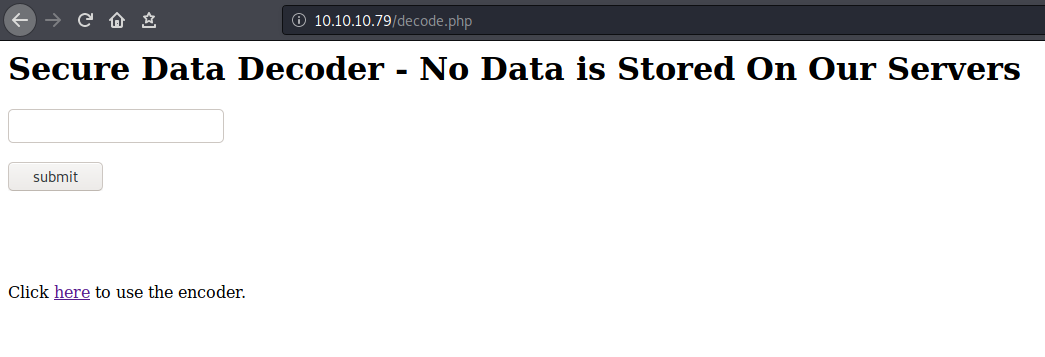 10.10.10.79/decode.php
Secure Data Decoder - No Data is Stored On Our Servers
submit
Click here to use the encoder.